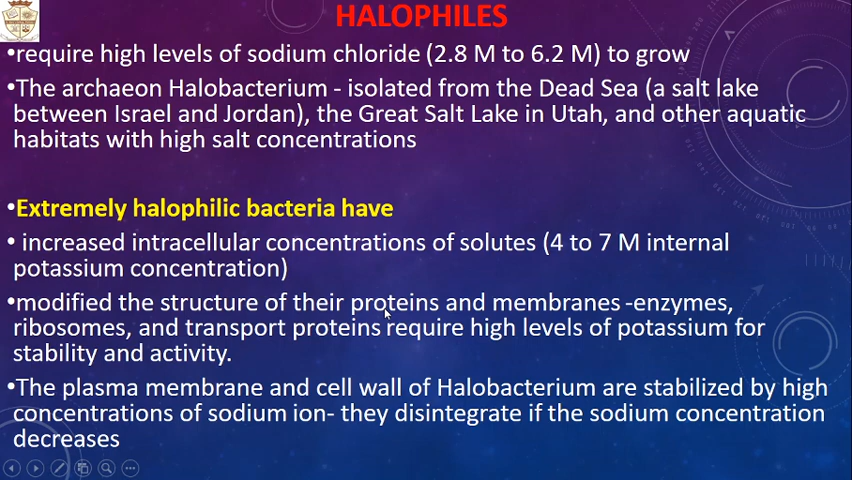 HALOPHILES
•require high levels of sodium chloride (2.8 M to 6.2 M) to grow
•The archaeon Halobacterium - isolated from the Dead Sea (a salt lake
between Israel and Jordan), the Great Salt Lake in Utah, and other aquatic
habitats with high salt concentrations
•Extremely halophilic bacteria have
• increased intracellular concentrations of solutes (4 to 7 M internal
potassium concentration)
•modified the structure of their proteins and membranes -enzymes,
ribosomes, and transport proteins require high levels of potassium for
stability and activity.
•The plasma membrane and cell wall of Halobacterium are stabilized by high
concentrations of sodium ion- they disintegrate if the sodium concentration
decreases